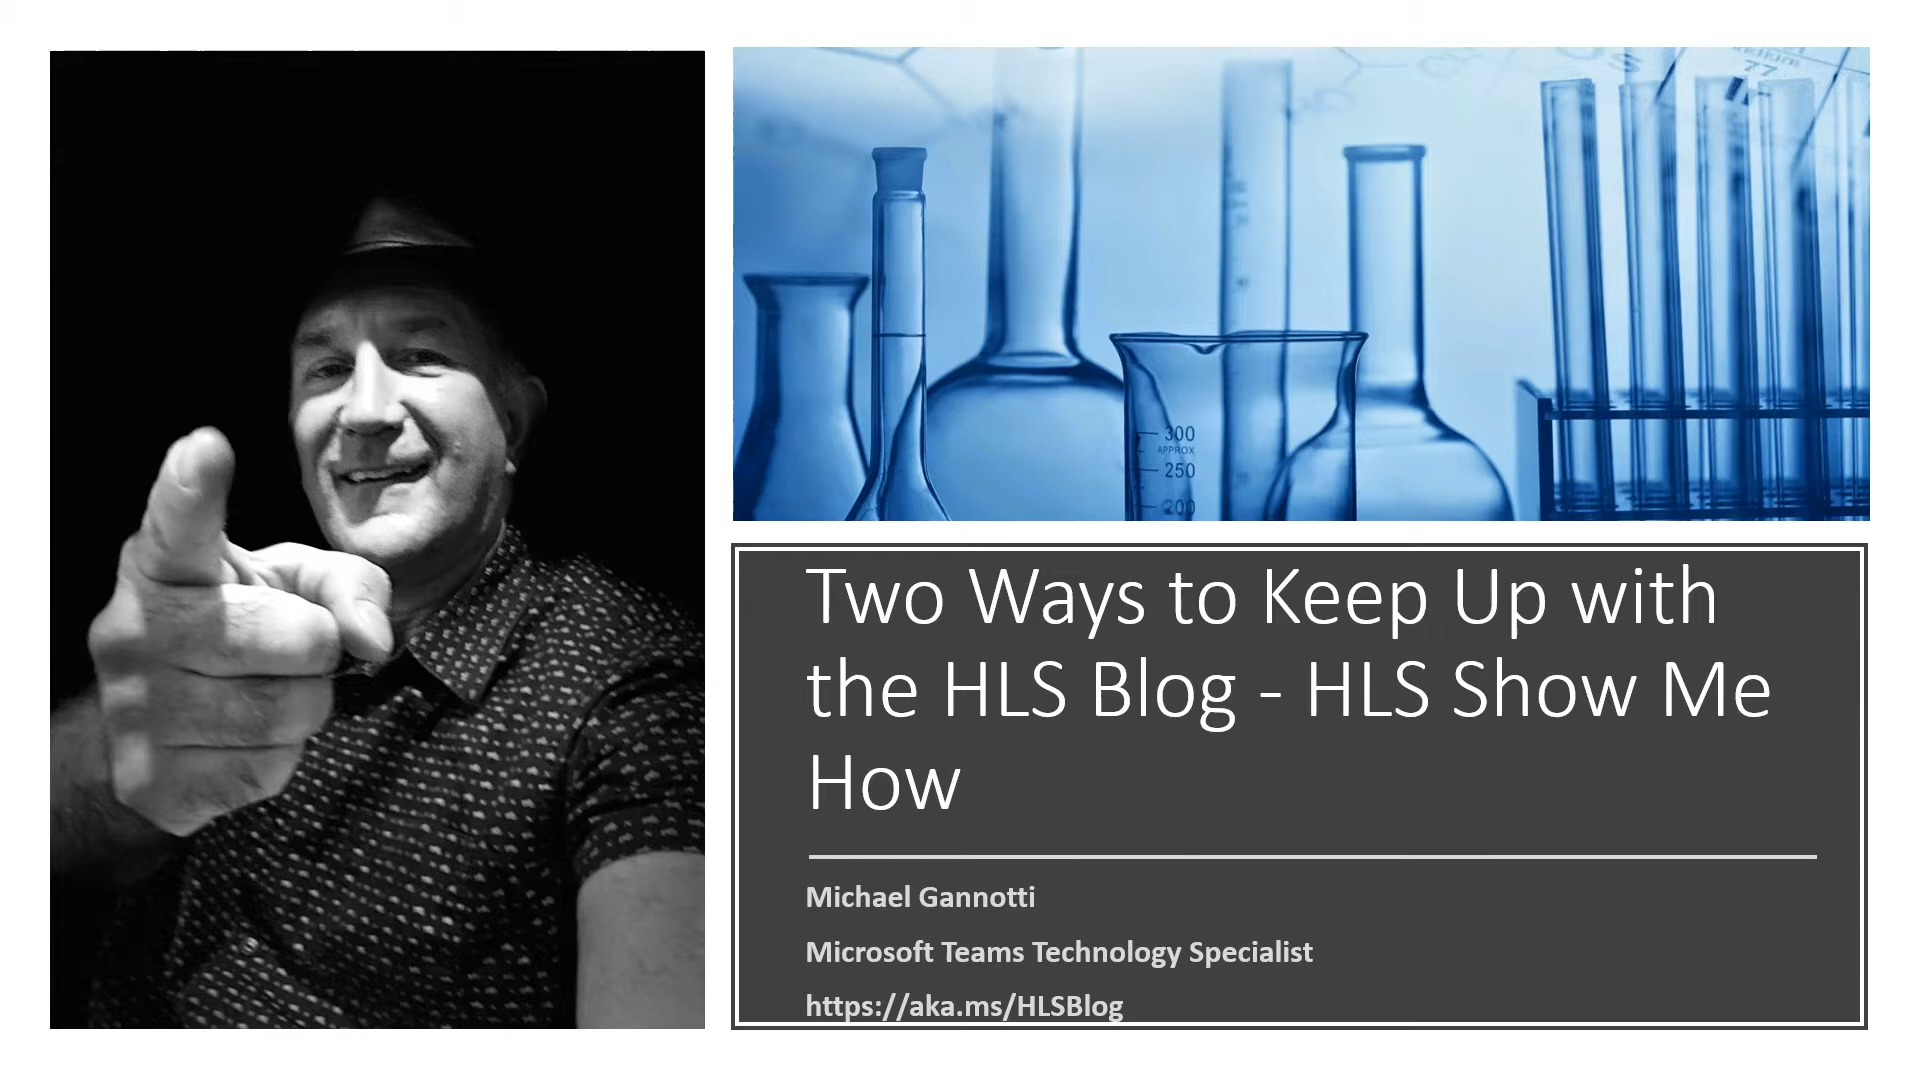 77
300
APPROX
250
200
Two Ways to Keep Up with
the HLS Blog - HLS Show Me
How
Michael Gannotti
Microsoft Teams Technology Specialist
https://aka.ms/HLSBlog